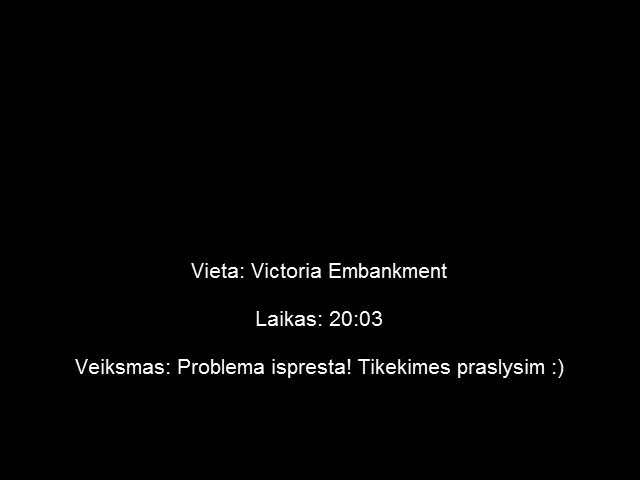 Vieta: Victoria Embankment
Laikas: 20:03
Veiksmas: Problema ispresta! Tikekimes praslysim :)